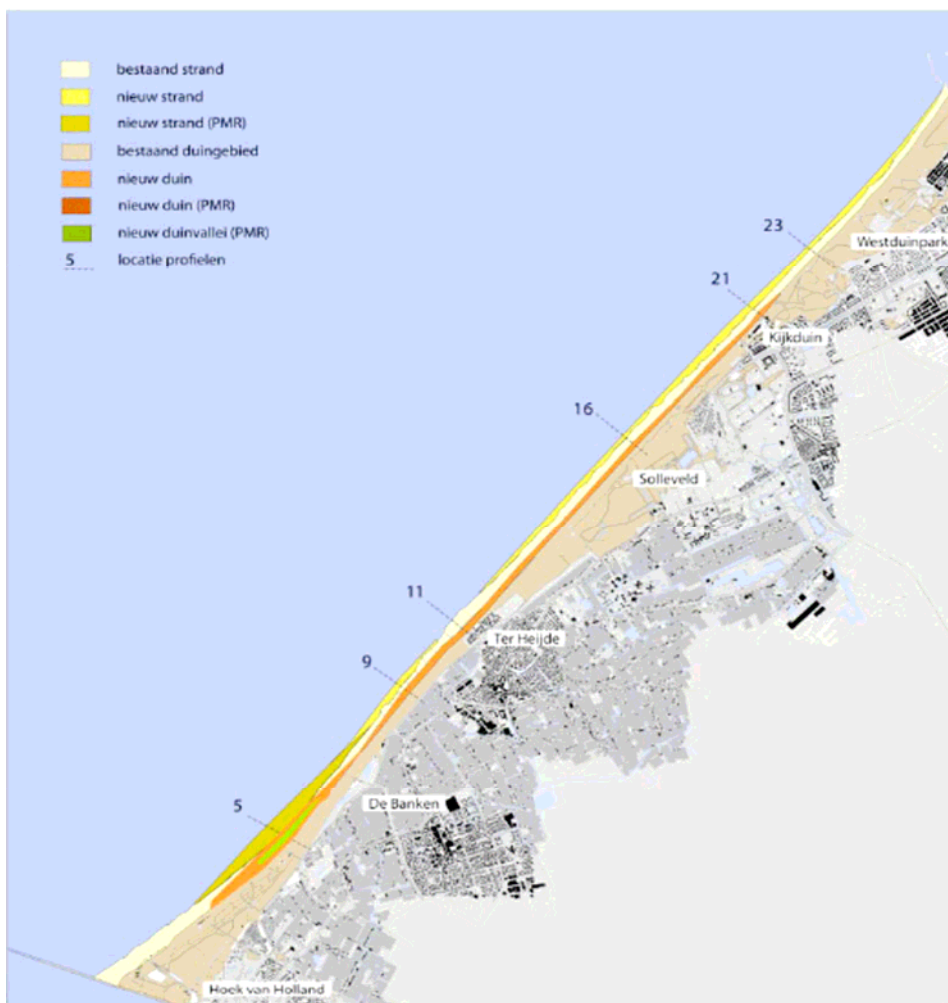 bestaand strand
nieuw strand
nieuw strand (PMR)
bestaand duingebied
nieuw duin
nieuw duin (PMR)
nieuw duinvallei (PMR)
5 locatie profielen
23
Westduinpark
21
Kijkduin
16
Solleveld
11
Ter Heijde
9
5
De Banken
Hoek van Holland